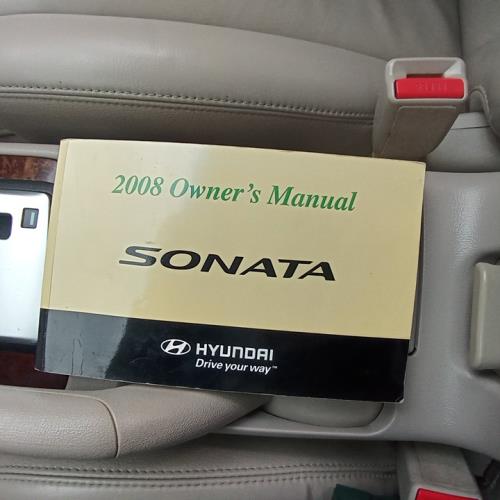 2008 Owner's Manual
SONATA
HYUNDAI
Drive your way™